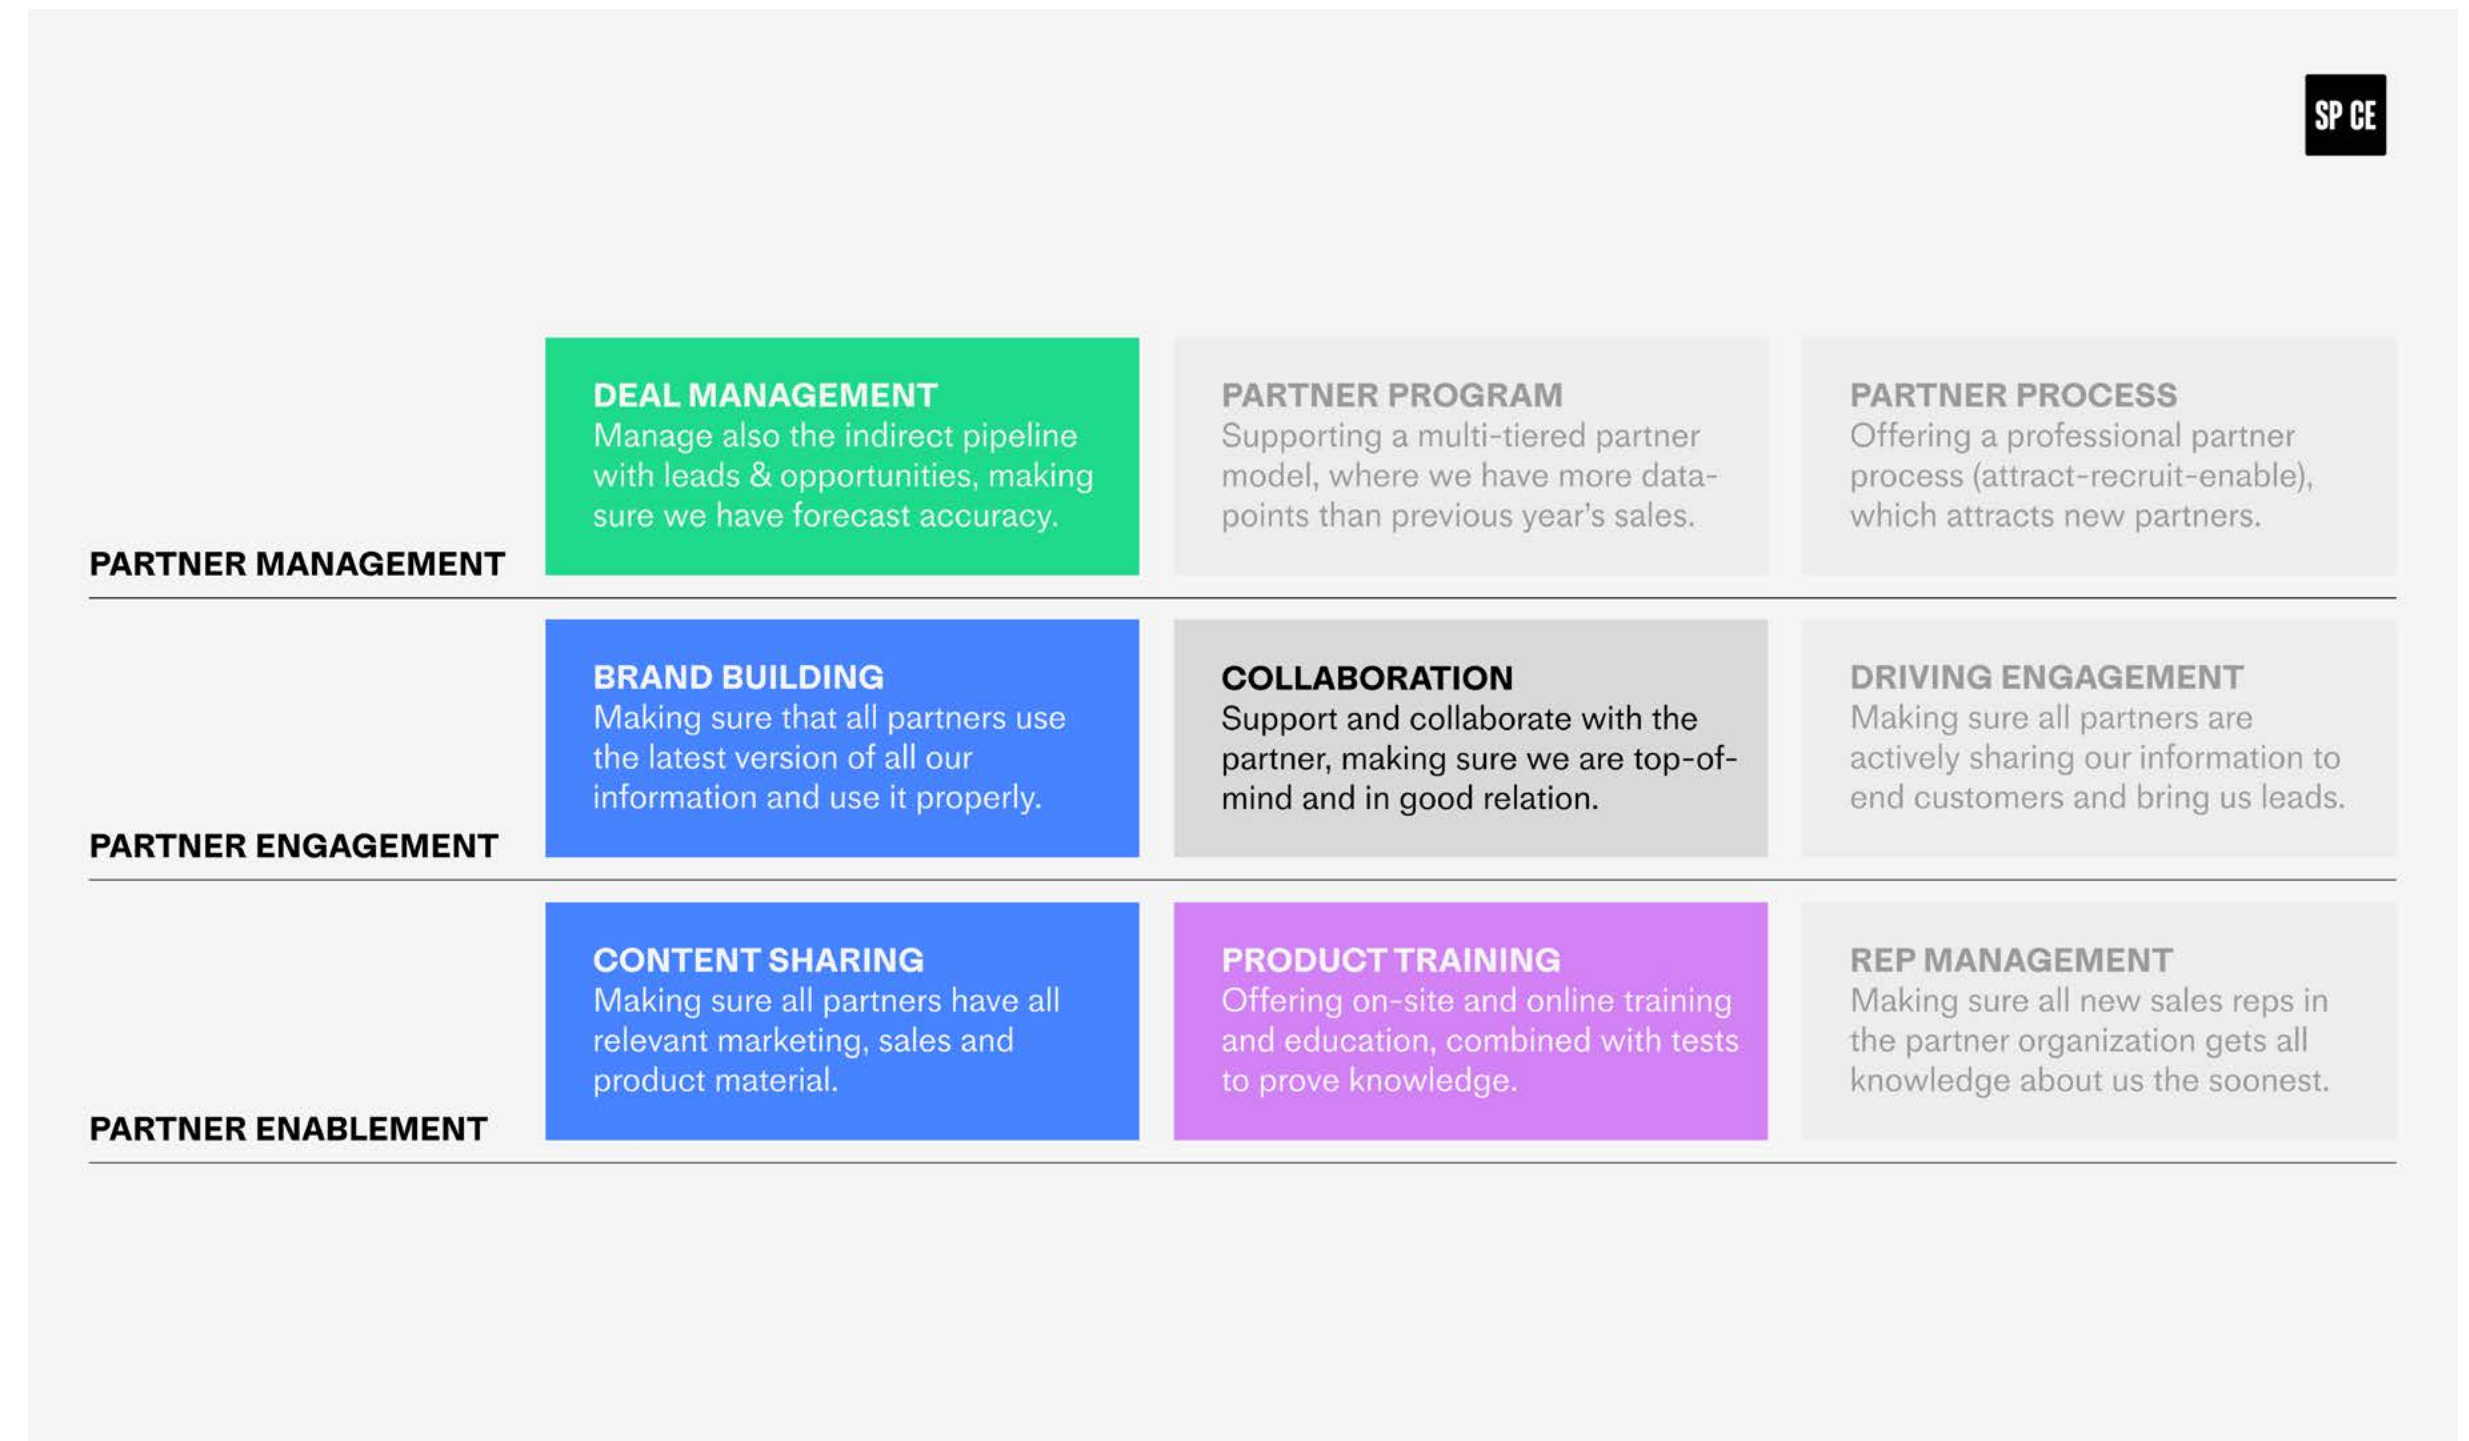 SP CE
DEAL MANAGEMENT
Manage also the indirect pipeline
with leads & opportunities, making
sure we have forecast accuracy.
PARTNER PROGRAM
Supporting a multi-tiered partner
model, where we have more data-
points than previous year's sales.
PARTNER PROCESS
Offering a professional partner
process (attract-recruit-enable),
which attracts new partners.
PARTNER MANAGEMENT
BRAND BUILDING
Making sure that all partners use
the latest version of all our
information and use it properly.
COLLABORATION
Support and collaborate with the
partner, making sure we are top-of-
mind and in good relation.
DRIVING ENGAGEMENT
Making sure all partners are
actively sharing our information to
end customers and bring us leads.
PARTNER ENGAGEMENT
CONTENT SHARING
Making sure all partners have all
relevant marketing, sales and
product material.
PRODUCT TRAINING
Offering on-site and online training
and education, combined with tests
to prove knowledge.
REP MANAGEMENT
Making sure all new sales reps in
the partner organization gets all
knowledge about us the soonest.
PARTNER ENABLEMENT